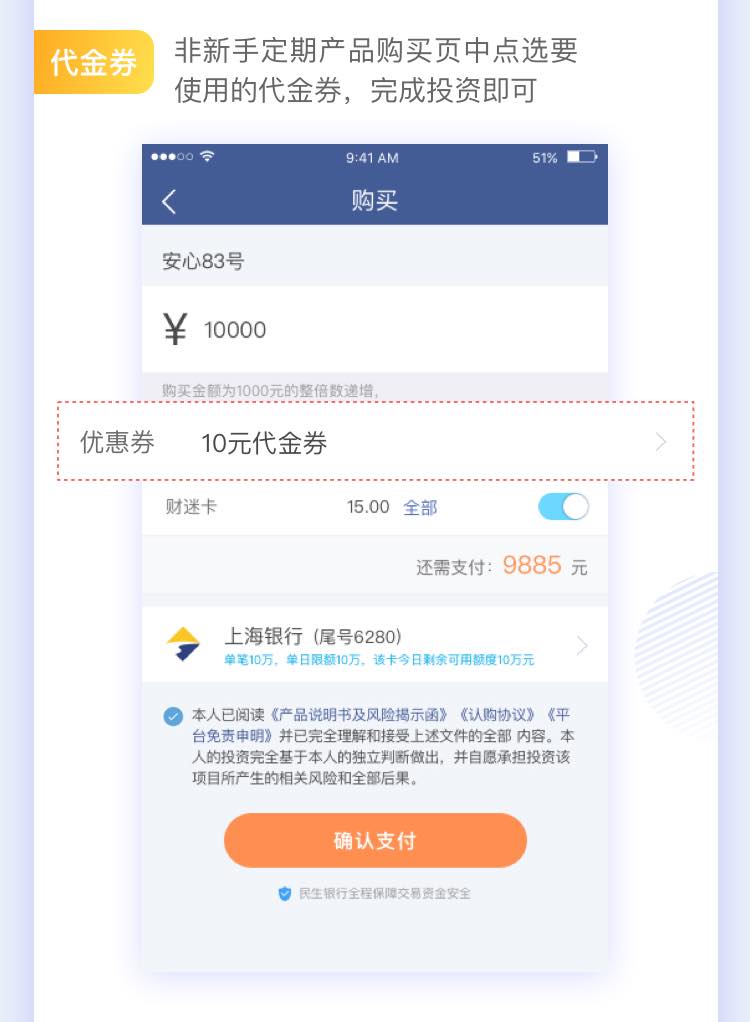 代金券
非新手定期产品购买页中点选要
使用的代金券，完成投资即可
9:41 AM
51%
购买
安心83号
¥ 10000
购买金额为1000元的整倍数递增，
优惠券 10元代金券
财迷卡 15.00 全部
还需支付：9885 元
上海银行（尾号6280）
单笔10万，单日限额10万，该卡今日剩余可用额度10万元
本人已阅读《产品说明书及风险揭示函》《认购协议》《平
台免责申明》并已完全理解和接受上述文件的全部 内容。本
人的投资完全基于本人的独立判断做出，并自愿承担投资该
项目所产生的相关风险和全部后果。
确认支付
民生银行全程保障交易资金安全